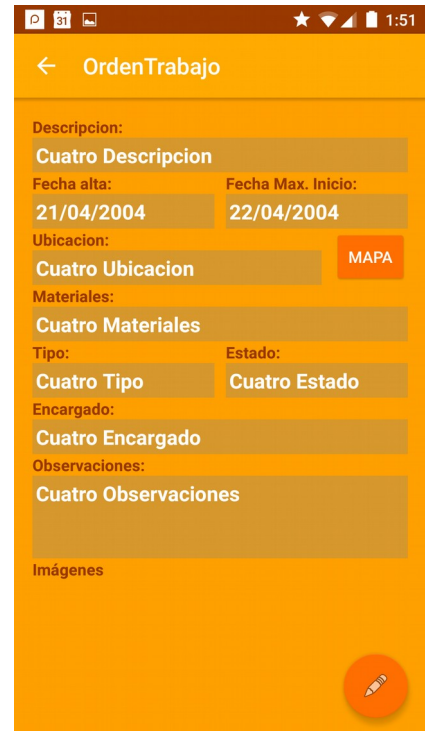 31 1:51
OrdenTrabajo
Descripcion:
Cuatro Descripcion
Fecha alta: Fecha Max. Inicio:
21/04/2004 22/04/2004
Ubicacion:
Cuatro Ubicacion MAPA
Materiales:
Cuatro Materiales
Tipo: Estado:
Cuatro Tipo Cuatro Estado
Encargado:
Cuatro Encargado
Observaciones:
Cuatro Observaciones
Imágenes